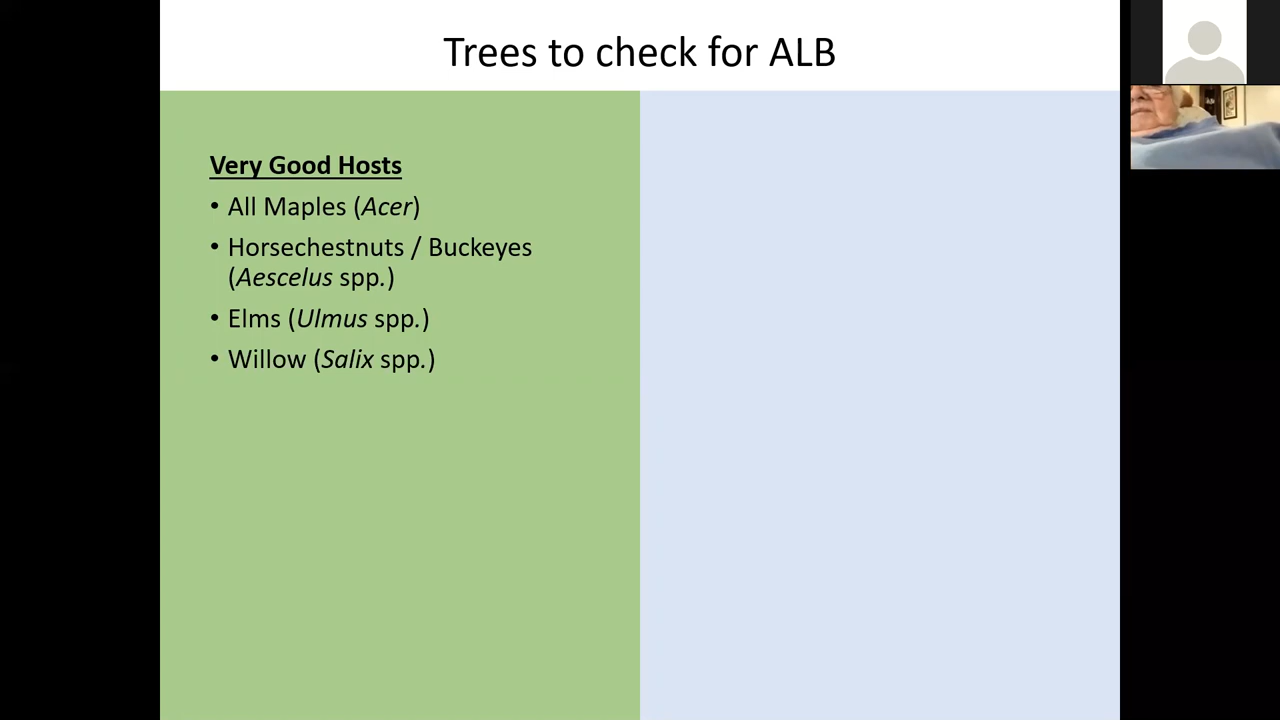 Trees to check for ALB
Very Good Hosts
• All Maples (Acer)
• Horsechestnuts / Buckeyes
(Aescelus spp.)
• Elms (Ulmus spp.)
• Willow (Salix spp.)